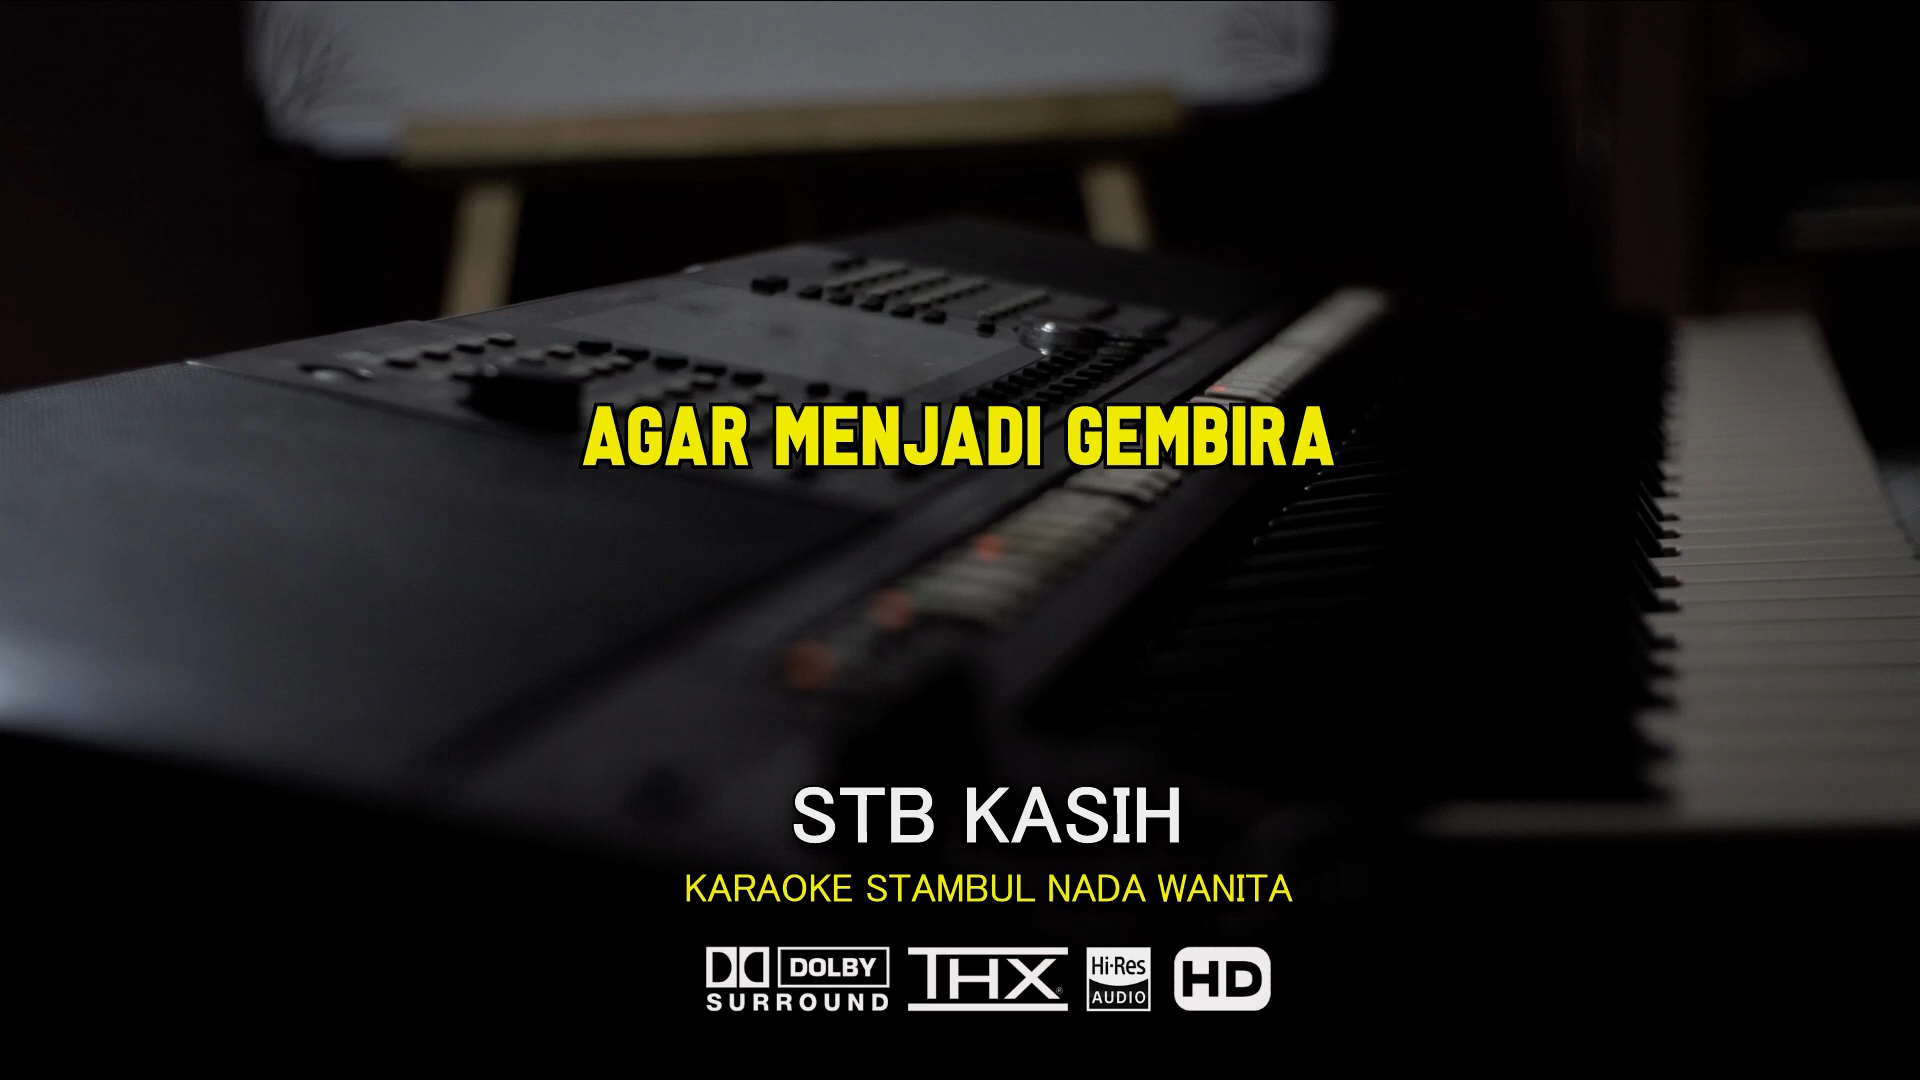 AGAR MENJADI GEMBIRA
STB KASIH
KARAOKE STAMBUL NADA WANITA
DOLBY
SURROUND
THX
Hi-Res
AUDIO
HD